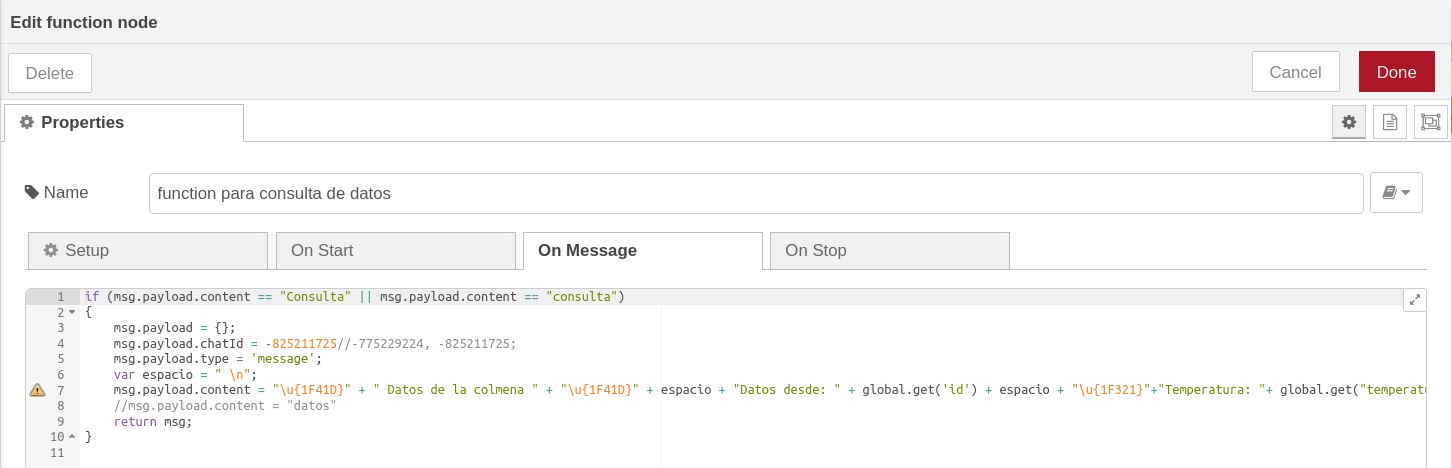 Edit function node
Delete
Cancel
Done
Properties
Name
function para consulta de datos
Setup
On Start
On Message
On Stop
1 if (msg.payload.content == "Consulta" || msg.payload.content == "consulta")
2 {
3 msg.payload = {};
4 msg.payload.chatId = -825211725//-775229224, -825211725;
5 msg.payload.type = 'message';
6 var espacio = " \n";
7 msg.payload.content = "\u{1F41D}" + " Datos de la colmena " + "\u{1F41D}" + espacio + "Datos desde: " + global.get('id') + espacio + "\u{1F321}"+"Temperatura: "+ global.get("temperatu
8 //msg.payload.content = "datos"
9 return msg;
10 }
11